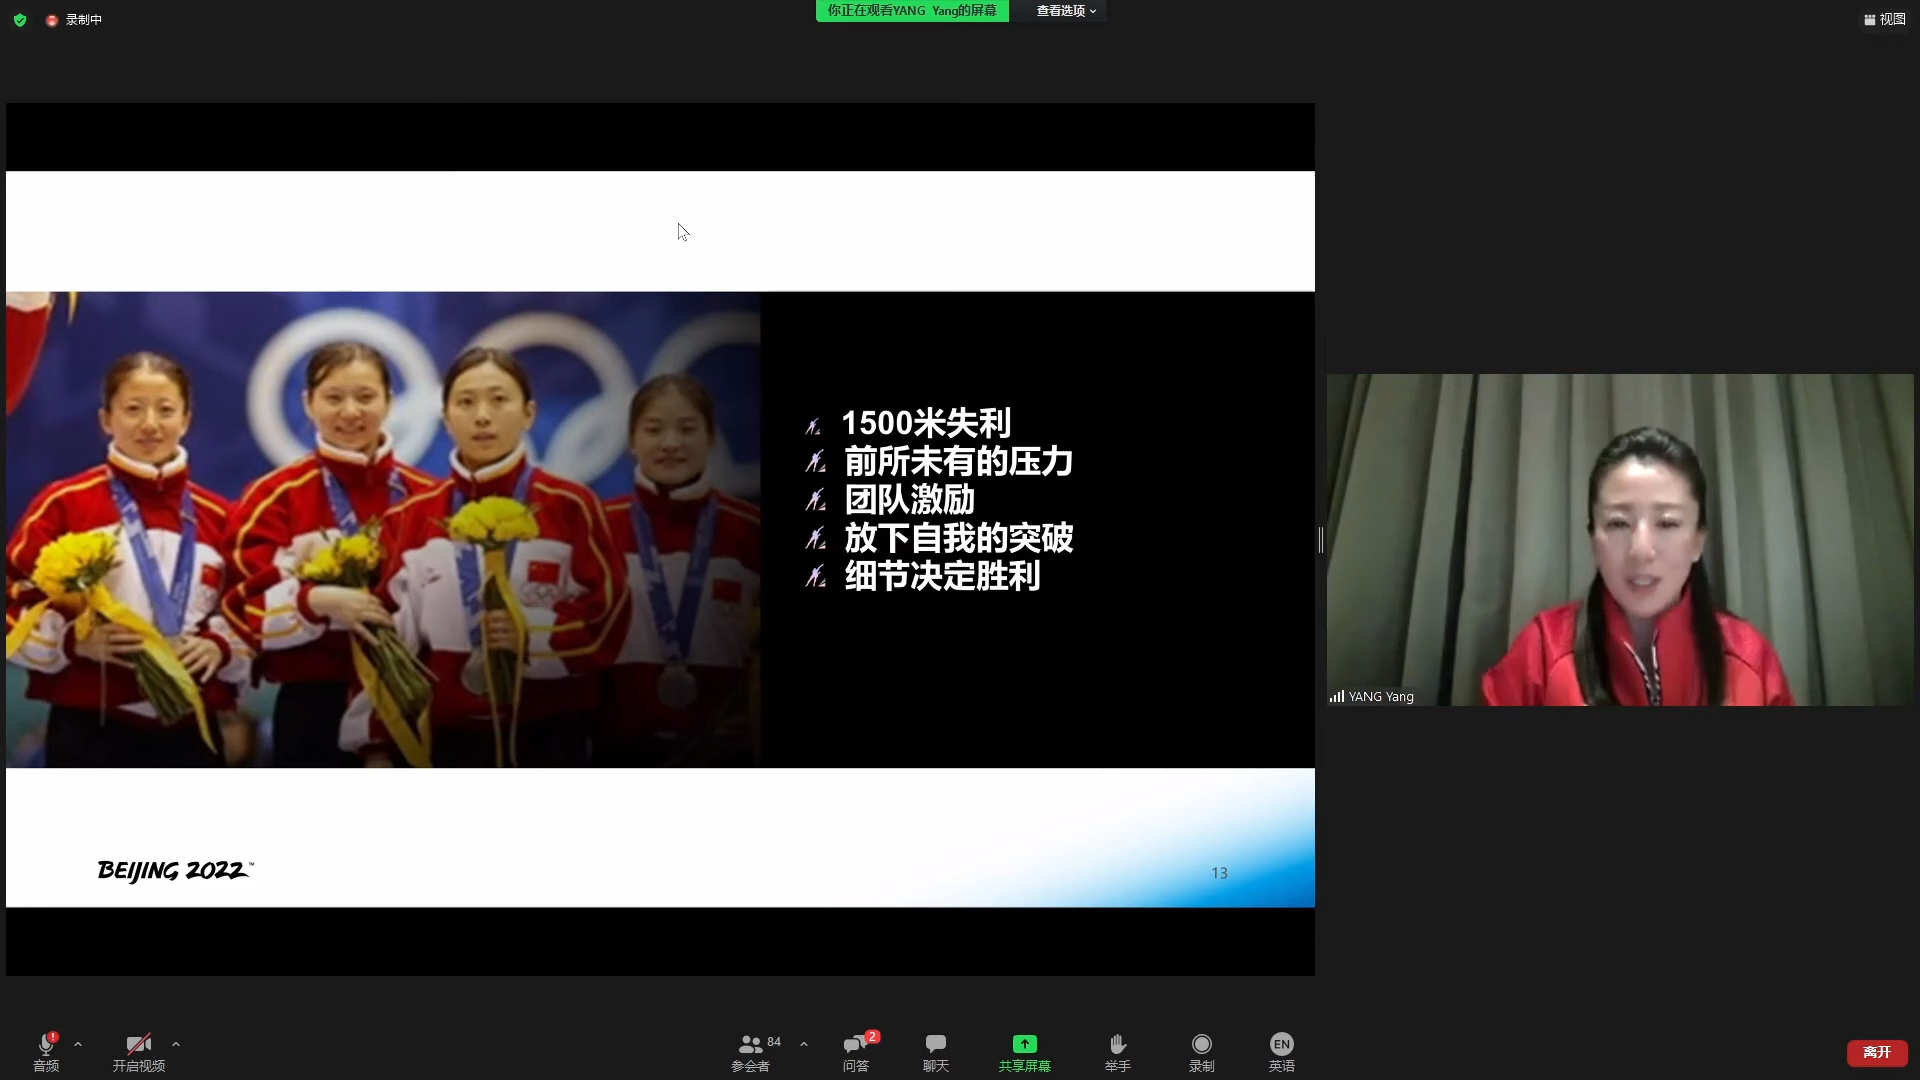 录制中
你正在观看YANG Yang的屏幕
查看选项
视图
1500米失利
前所未有的压力
团队激励
放下自我的突破
细节决定胜利
YANG Yang
BEIJING 2022™
13
音频
开启视频
84
参会者
2
问答
聊天
共享屏幕
举手
录制
EN
英语
离开